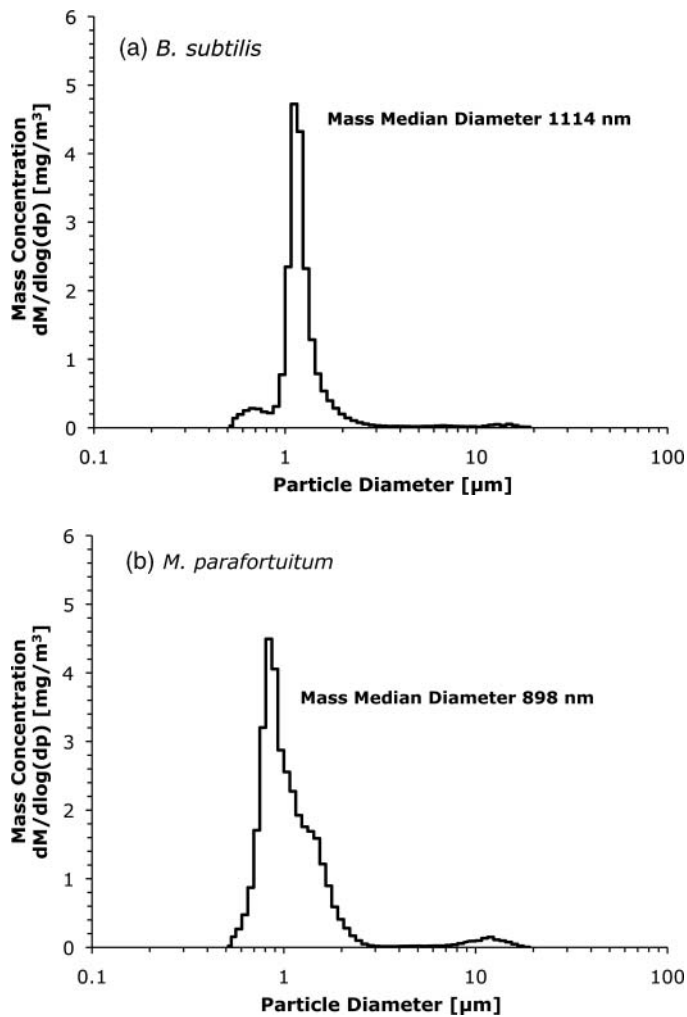 (a) B. subtilis
Mass Median Diameter 1114 nm
Mass Concentration
dM/dlog(dp) [mg/m³]
6
5
4
3
2
1
0
0.1
1
10
100
Particle Diameter [µm]
(b) M. parafortuitum
Mass Median Diameter 898 nm
Mass Concentration
dM/dlog(dp) [mg/m³]
6
5
4
3
2
1
0
0.1
1
10
100
Particle Diameter [µm]